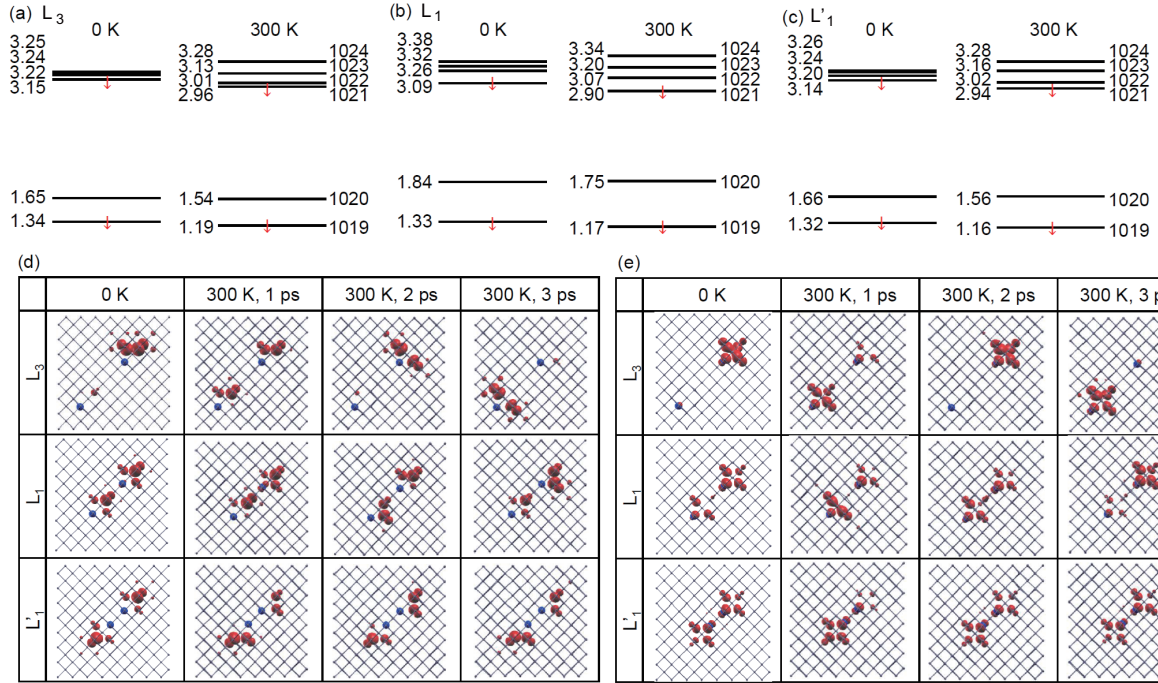 (a) L3
0 K
300 K
3.25
3.24
3.22
3.15
3.28
3.13
3.01
2.96
1024
1023
1022
1021
1.65
1.34
1.54
1.19
1020
1019
(b) L1
0 K
300 K
3.38
3.32
3.26
3.09
3.34
3.20
3.07
2.90
1024
1023
1022
1021
1.84
1.33
1.75
1.17
1020
1019
(c) L'1
0 K
300 K
3.26
3.24
3.20
3.14
3.28
3.16
3.02
2.94
1024
1023
1022
1021
1.66
1.32
1.56
1.16
1020
1019
(d)
0 K
300 K, 1 ps
300 K, 2 ps
300 K, 3 ps
L3
L1
L'1
(e)
0 K
300 K, 1 ps
300 K, 2 ps
300 K, 3 p
L3
L1
L'1